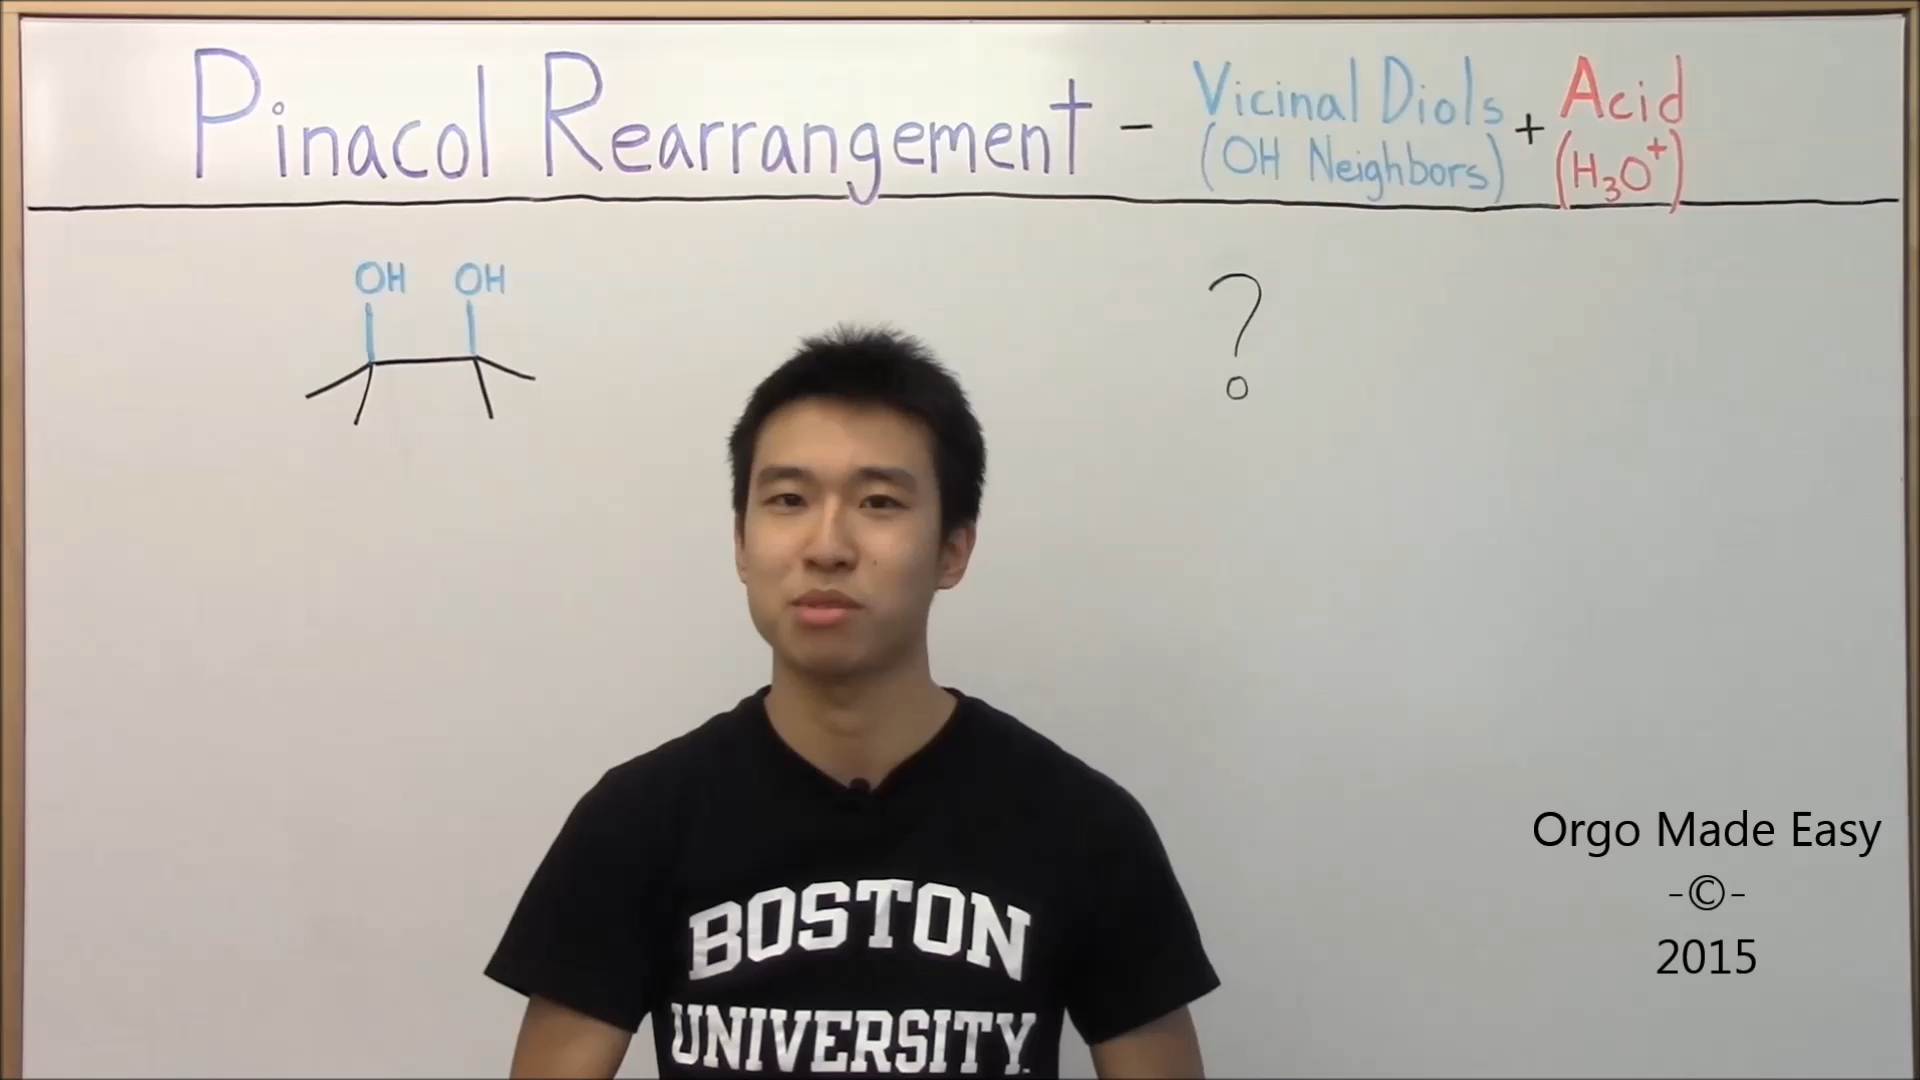 Pinacol Rearrangement - Vicinal Diols + Acid
(OH Neighbors) (H₃O⁺)
OH OH
?
BOSTON
UNIVERSITY
Orgo Made Easy
-©-
2015